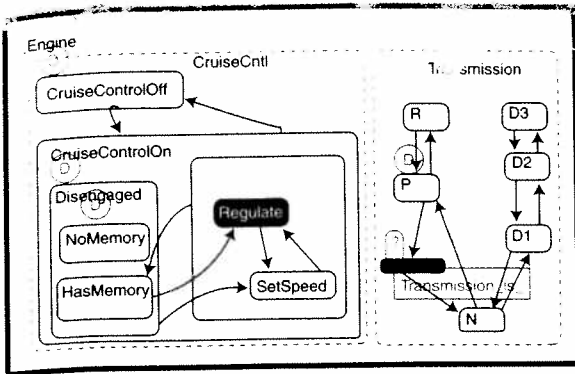 Engine
CruiseCntl
CruiseControlOff
CruiseControlOn
Disengaged
NoMemory
HasMemory
Regulate
SetSpeed
R
D3
D
D2
P
D1
N